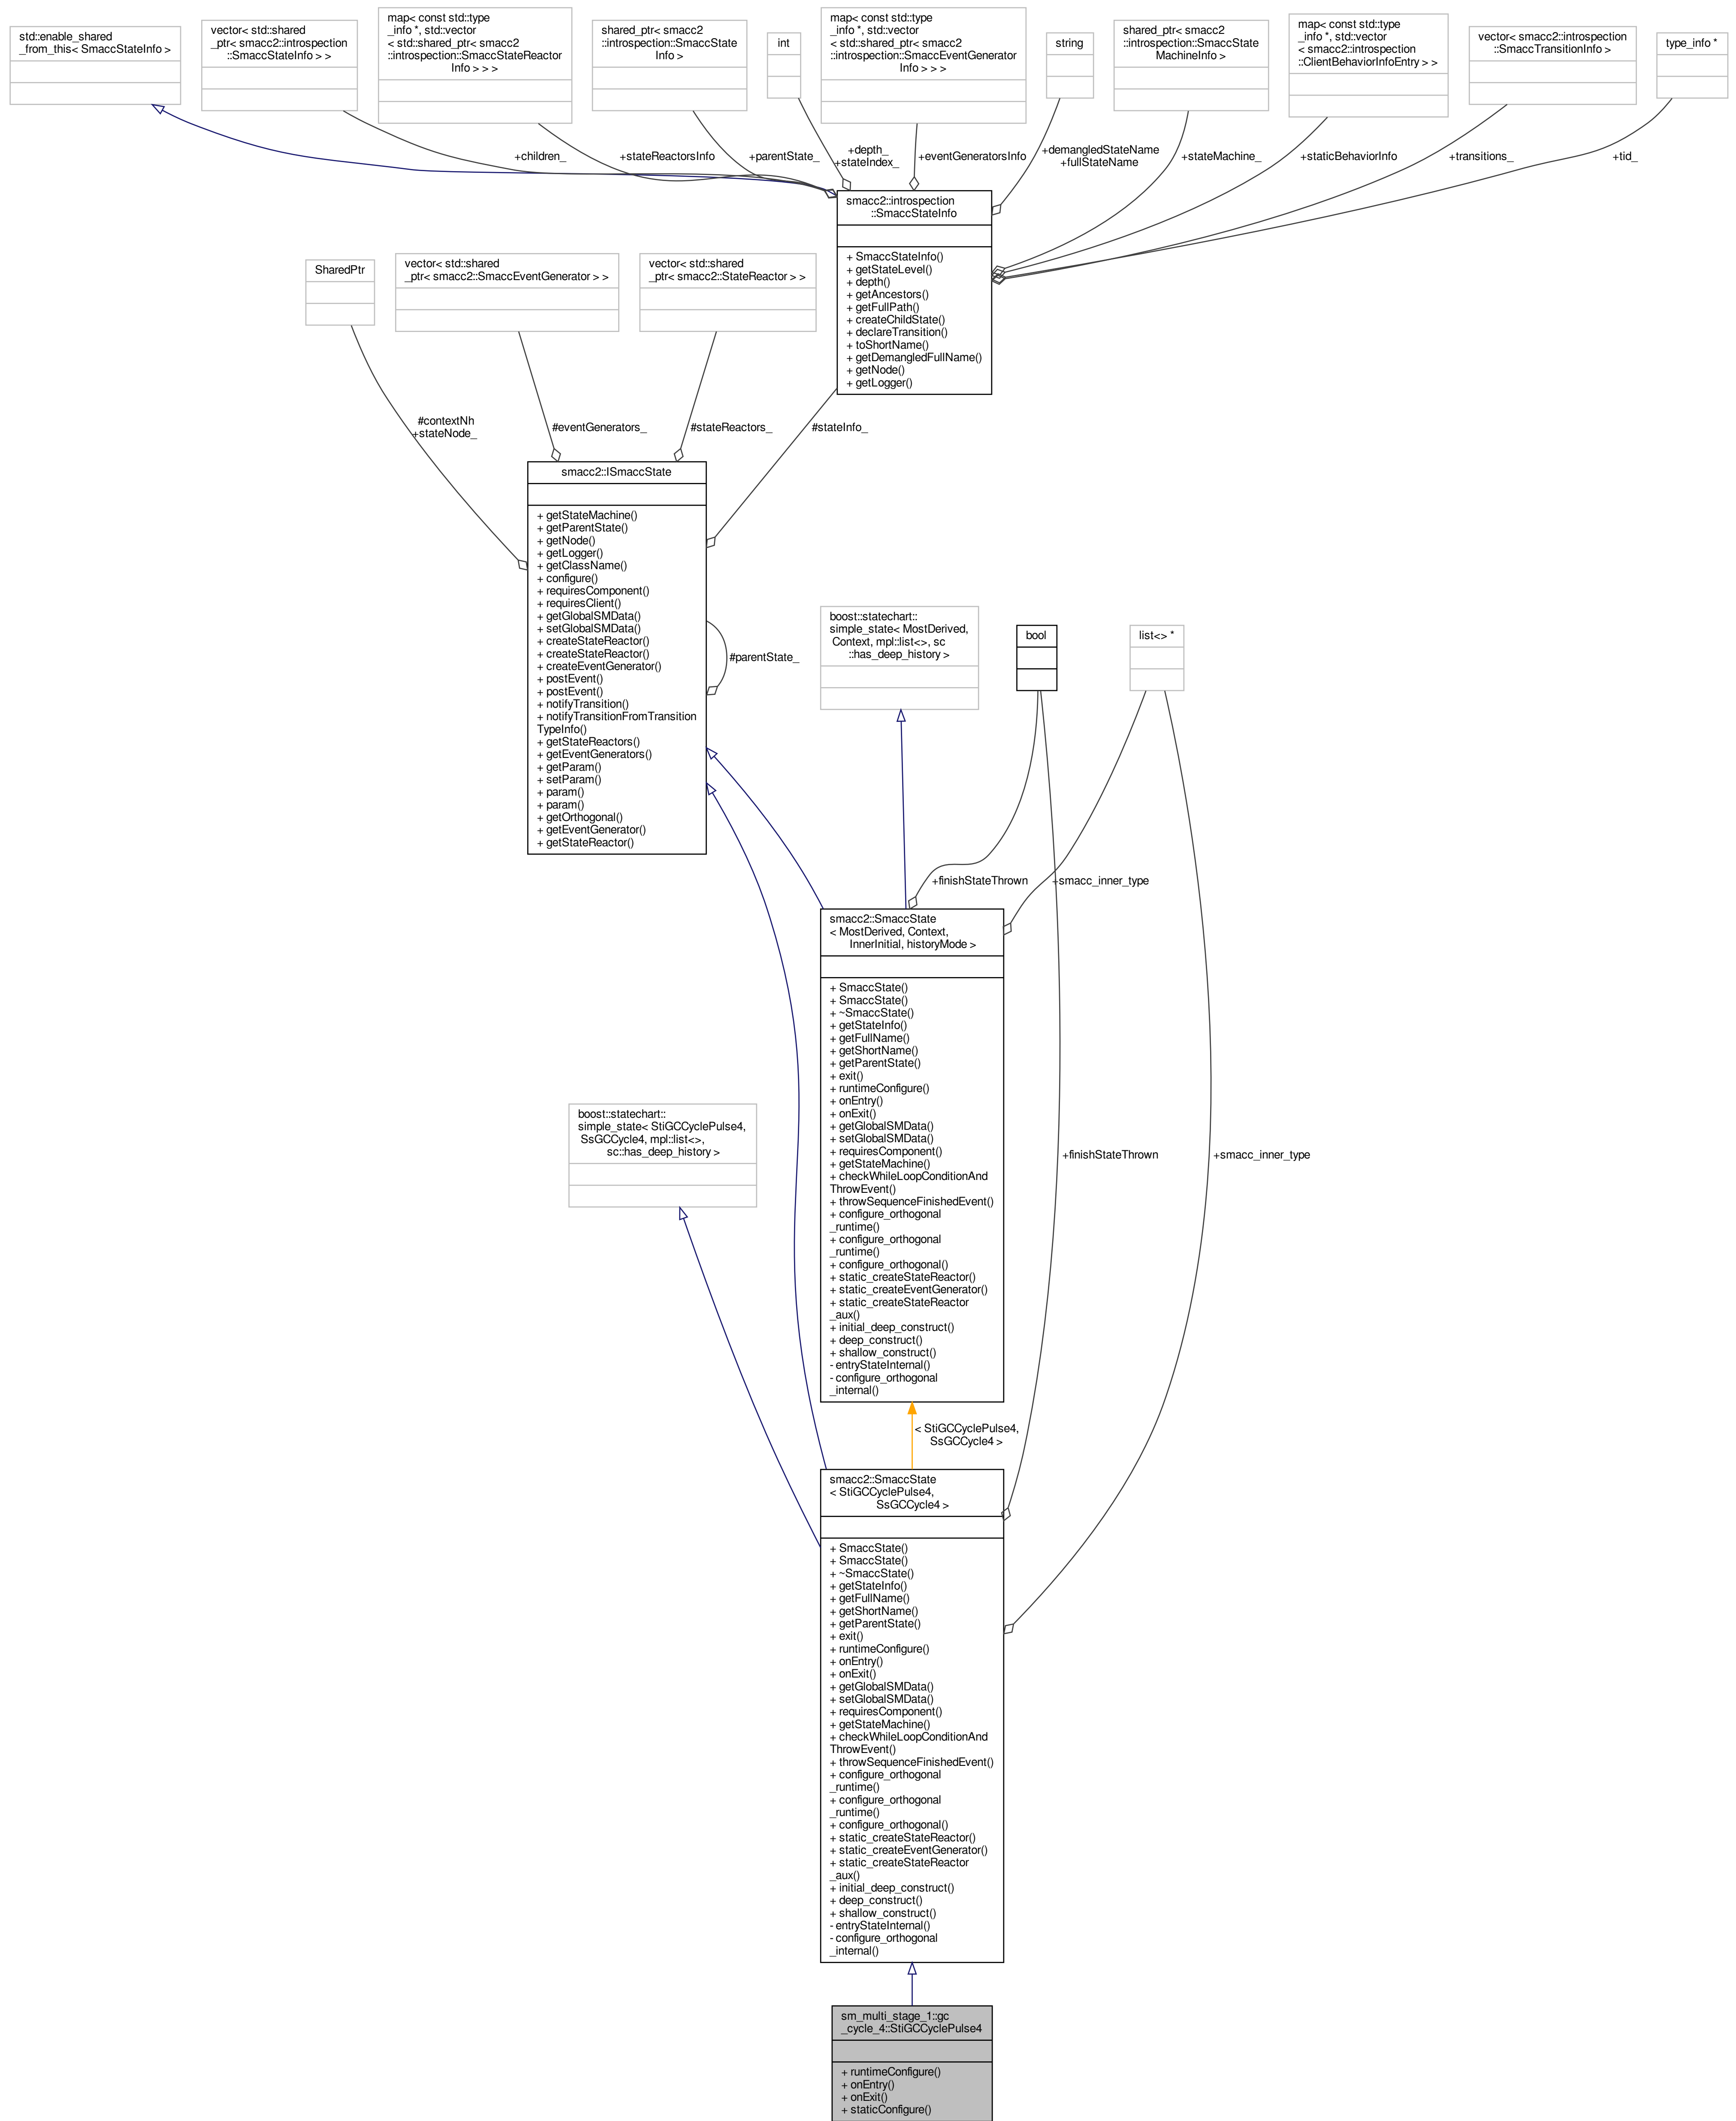 std::enable_shared
_from_this< SmaccStateInfo >
vector< std::shared
_ptr< smacc2::introspection
::SmaccStateInfo > >
map< const std::type
_info *, std::vector
< std::shared_ptr< smacc2
::introspection::SmaccStateReactor
Info > > >
shared_ptr< smacc2
::introspection::SmaccState
Info >
int
map< const std::type
_info *, std::vector
< std::shared_ptr< smacc2
::introspection::SmaccEventGenerator
Info > > >
string
shared_ptr< smacc2
::introspection::SmaccState
MachineInfo >
map< const std::type
_info *, std::vector
< smacc2::introspection
::ClientBehaviorInfoEntry > >
vector< smacc2::introspection
::SmaccTransitionInfo >
type_info *
+children_
+stateReactorsInfo
+parentState_
+depth_
+stateIndex_
+eventGeneratorsInfo
+demangledStateName
+fullStateName
+stateMachine_
+staticBehaviorInfo
+transitions_
+tid_
smacc2::introspection
::SmaccStateInfo
+ SmaccStateInfo()
+ getStateLevel()
+ depth()
+ getAncestors()
+ getFullPath()
+ createChildState()
+ declareTransition()
+ toShortName()
+ getDemangledFullName()
+ getNode()
+ getLogger()
SharedPtr
vector< std::shared
_ptr< smacc2::SmaccEventGenerator > >
vector< std::shared
_ptr< smacc2::StateReactor > >
#contextNh
+stateNode_
#eventGenerators_
#stateReactors_
#stateInfo_
smacc2::ISmaccState
+ getStateMachine()
+ getParentState()
+ getNode()
+ getLogger()
+ getClassName()
+ configure()
+ requiresComponent()
+ requiresClient()
+ getGlobalSMData()
+ setGlobalSMData()
+ createStateReactor()
+ createStateReactor()
+ createEventGenerator()
+ postEvent()
+ postEvent()
+ notifyTransition()
+ notifyTransitionFromTransition
TypeInfo()
+ getStateReactors()
+ getEventGenerators()
+ getParam()
+ setParam()
+ param()
+ param()
+ getOrthogonal()
+ getEventGenerator()
+ getStateReactor()
#parentState_
boost::statechart::
simple_state< MostDerived,
Context, mpl::list<>, sc
::has_deep_history >
bool
list<> *
+finishStateThrown
+smacc_inner_type
smacc2::SmaccState
< MostDerived, Context,
InnerInitial, historyMode >
+ SmaccState()
+ SmaccState()
+ ~SmaccState()
+ getStateInfo()
+ getFullName()
+ getShortName()
+ getParentState()
+ exit()
+ runtimeConfigure()
+ onEntry()
+ onExit()
+ getGlobalSMData()
+ setGlobalSMData()
+ requiresComponent()
+ getStateMachine()
+ checkWhileLoopConditionAnd
ThrowEvent()
+ throwSequenceFinishedEvent()
+ configure_orthogonal
_runtime()
+ configure_orthogonal
_runtime()
+ configure_orthogonal()
+ static_createStateReactor()
+ static_createEventGenerator()
+ static_createStateReactor
_aux()
+ initial_deep_construct()
+ deep_construct()
+ shallow_construct()
- entryStateInternal()
- configure_orthogonal
_internal()
boost::statechart::
simple_state< StiGCCyclePulse4,
SsGCCycle4, mpl::list<>,
sc::has_deep_history >
+finishStateThrown
+smacc_inner_type
< StiGCCyclePulse4,
SsGCCycle4 >
smacc2::SmaccState
< StiGCCyclePulse4,
SsGCCycle4 >
+ SmaccState()
+ SmaccState()
+ ~SmaccState()
+ getStateInfo()
+ getFullName()
+ getShortName()
+ getParentState()
+ exit()
+ runtimeConfigure()
+ onEntry()
+ onExit()
+ getGlobalSMData()
+ setGlobalSMData()
+ requiresComponent()
+ getStateMachine()
+ checkWhileLoopConditionAnd
ThrowEvent()
+ throwSequenceFinishedEvent()
+ configure_orthogonal
_runtime()
+ configure_orthogonal
_runtime()
+ configure_orthogonal()
+ static_createStateReactor()
+ static_createEventGenerator()
+ static_createStateReactor
_aux()
+ initial_deep_construct()
+ deep_construct()
+ shallow_construct()
- entryStateInternal()
- configure_orthogonal
_internal()
sm_multi_stage_1::gc
_cycle_4::StiGCCyclePulse4
+ runtimeConfigure()
+ onEntry()
+ onExit()
+ staticConfigure()